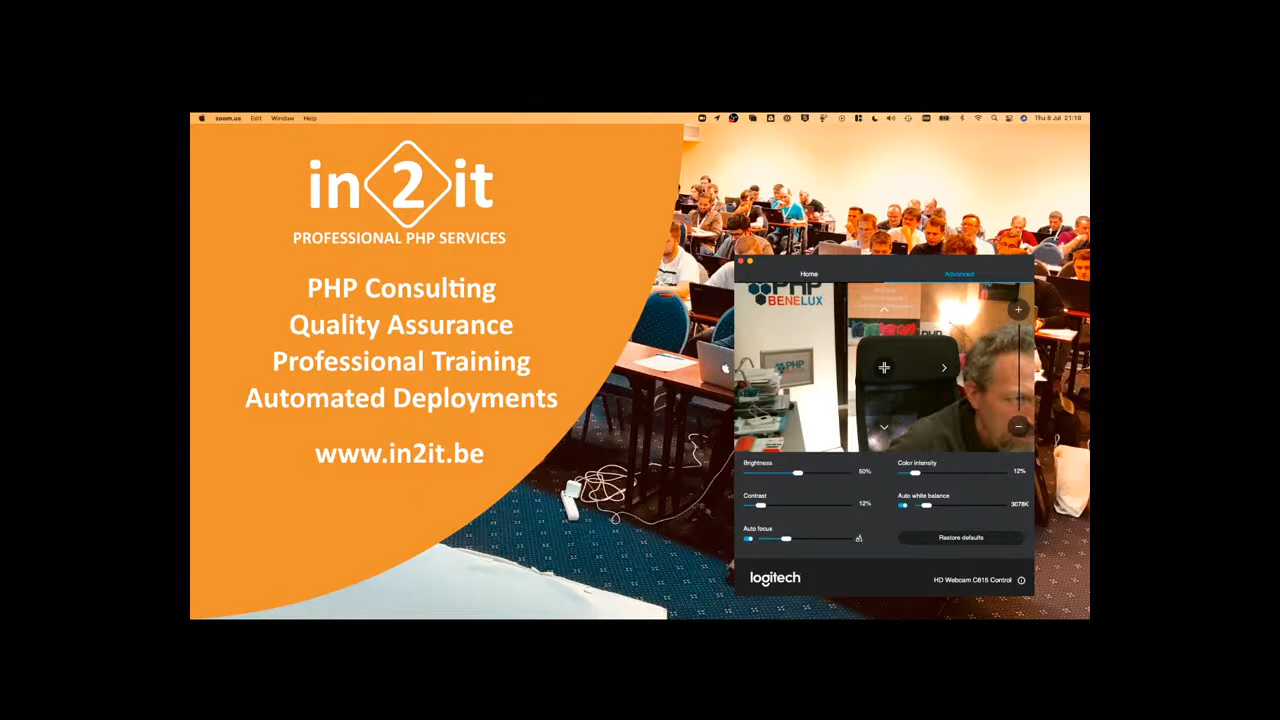 zoom.us Edit Window Help
Thu 8 Jul 21:16
in2it
PROFESSIONAL PHP SERVICES
PHP Consulting
Quality Assurance
Professional Training
Automated Deployments
www.in2it.be
Home Advanced
PHP
BENELUX
PHP
PHP
Brightness
50%
Color intensity
12%
Contrast
12%
Auto white balance
3078K
Auto focus
Restore defaults
logitech
HD Webcam C615 Control